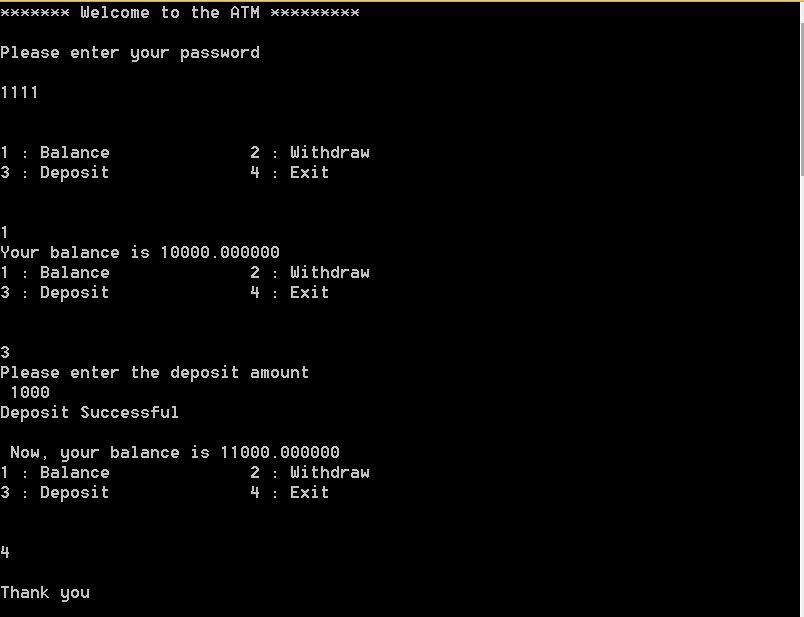 ******* Welcome to the ATM *********
Please enter your password
1111
1 : Balance              2 : Withdraw
3 : Deposit              4 : Exit
1
Your balance is 10000.000000
1 : Balance              2 : Withdraw
3 : Deposit              4 : Exit
3
Please enter the deposit amount
 1000
Deposit Successful
 Now, your balance is 11000.000000
1 : Balance              2 : Withdraw
3 : Deposit              4 : Exit
4
Thank you